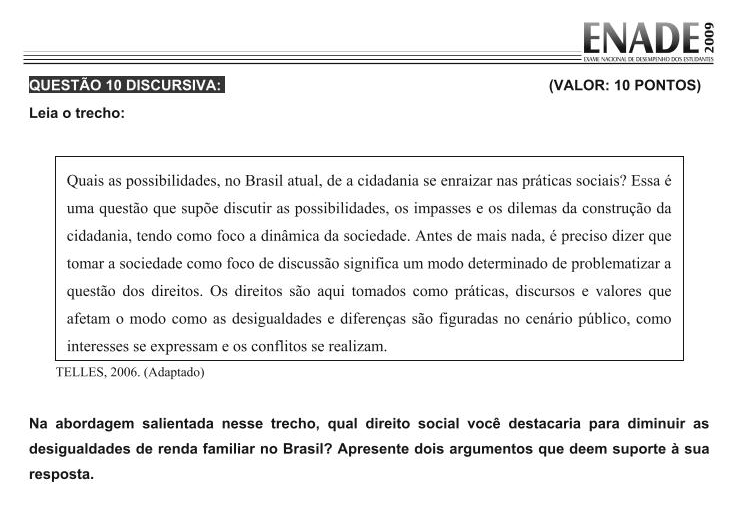 ENADE 2009
EXAME NACIONAL DE DESEMPENHO DOS ESTUDANTES
QUESTÃO 10 DISCURSIVA: (VALOR: 10 PONTOS)
Leia o trecho:
Quais as possibilidades, no Brasil atual, de a cidadania se enraizar nas práticas sociais? Essa é
uma questão que supõe discutir as possibilidades, os impasses e os dilemas da construção da
cidadania, tendo como foco a dinâmica da sociedade. Antes de mais nada, é preciso dizer que
tomar a sociedade como foco de discussão significa um modo determinado de problematizar a
questão dos direitos. Os direitos são aqui tomados como práticas, discursos e valores que
afetam o modo como as desigualdades e diferenças são figuradas no cenário público, como
interesses se expressam e os conflitos se realizam.
TELLES, 2006. (Adaptado)
Na abordagem salientada nesse trecho, qual direito social você destacaria para diminuir as
desigualdades de renda familiar no Brasil? Apresente dois argumentos que deem suporte à sua
resposta.